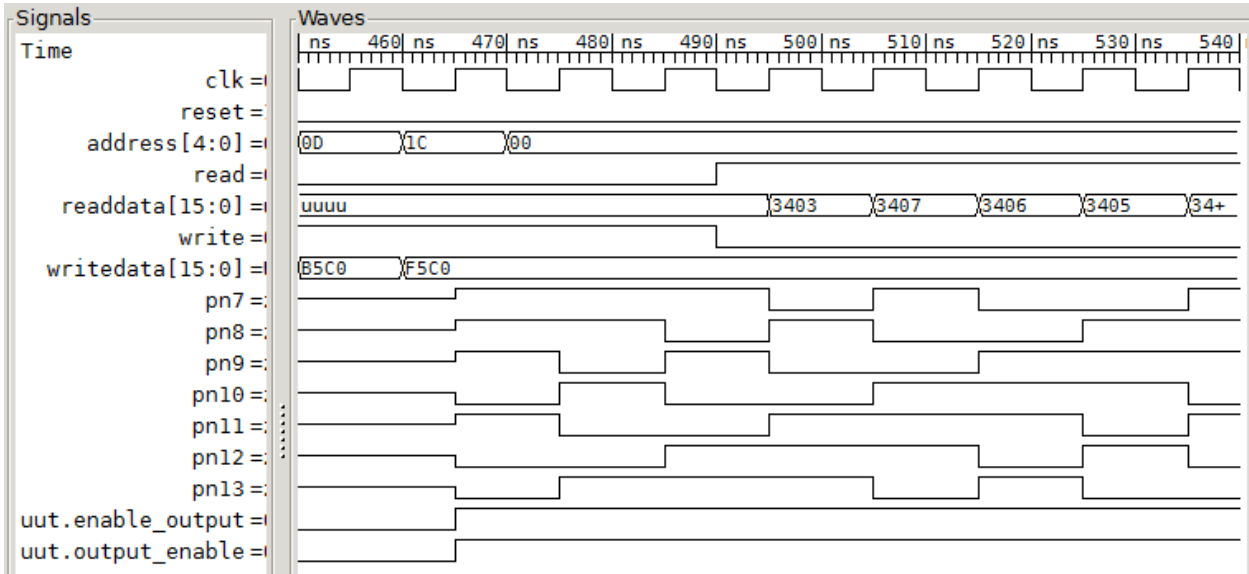 Signals
Waves
Time
ns 460 ns 470 ns 480 ns 490 ns 500 ns 510 ns 520 ns 530 ns 540
clk =
reset =
address[4:0] = 0D 1C 00
read =
readdata[15:0] = uuuu 3403 3407 3406 3405 34+
write =
writedata[15:0] = B5C0 F5C0
pn7 =
pn8 =
pn9 =
pn10 =
pn11 =
pn12 =
pn13 =
uut.enable_output =
uut.output_enable =